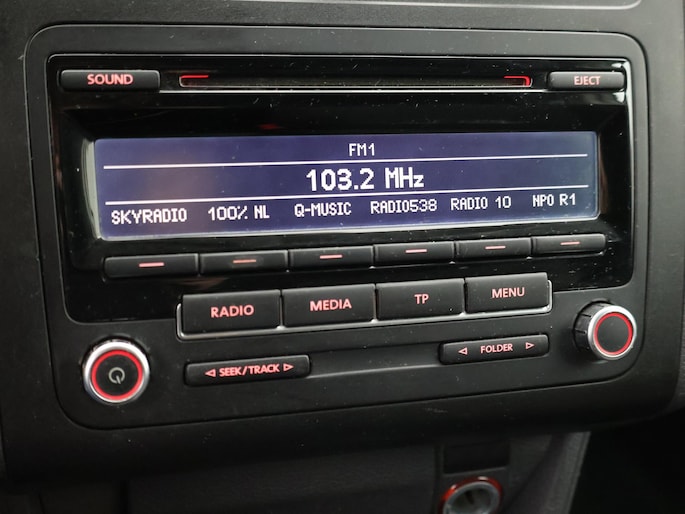 SOUND EJECT
FM1
103.2 MHz
SKYRADIO 100% NL Q-MUSIC RADIO538 RADIO 10 NPO R1
RADIO MEDIA TP MENU
SEEK/TRACK FOLDER